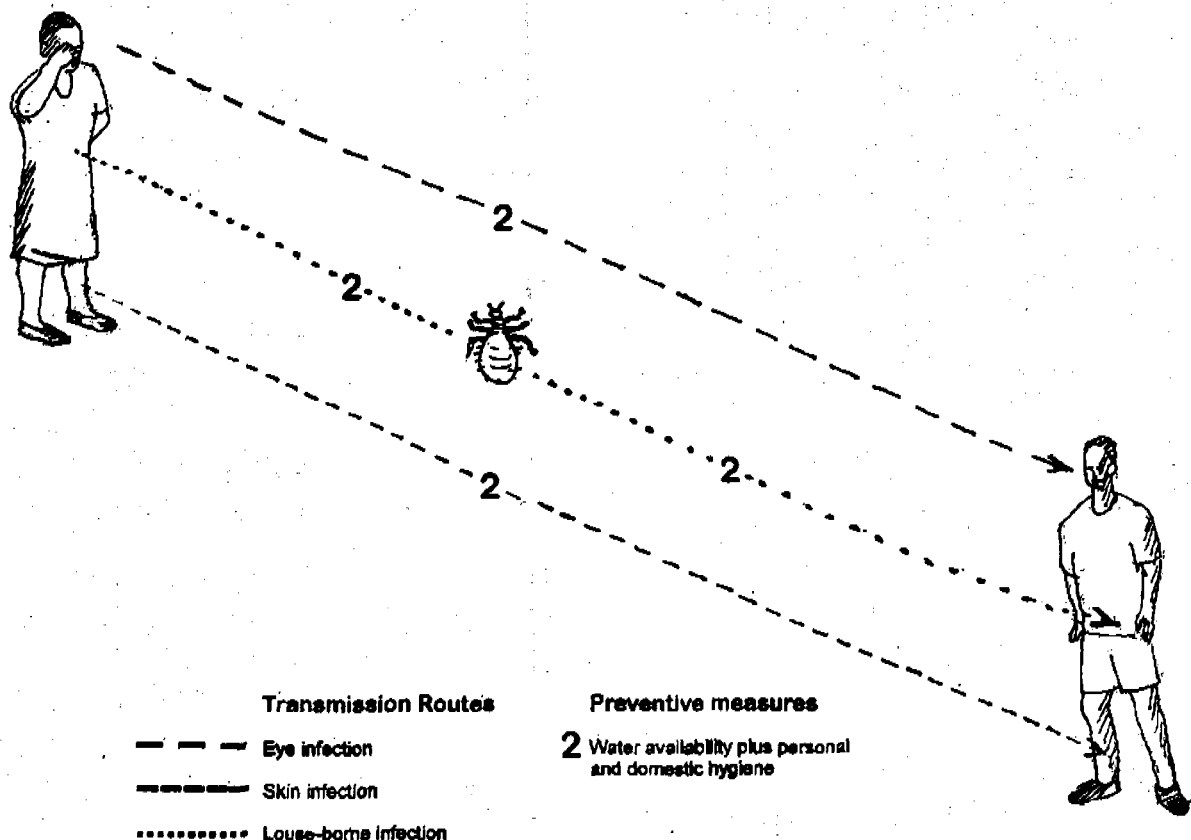 2
2
2
2
Transmission Routes
Eye infection
Skin infection
Louse-borne infection
Preventive measures
2 Water availability plus personal
and domestic hygiene